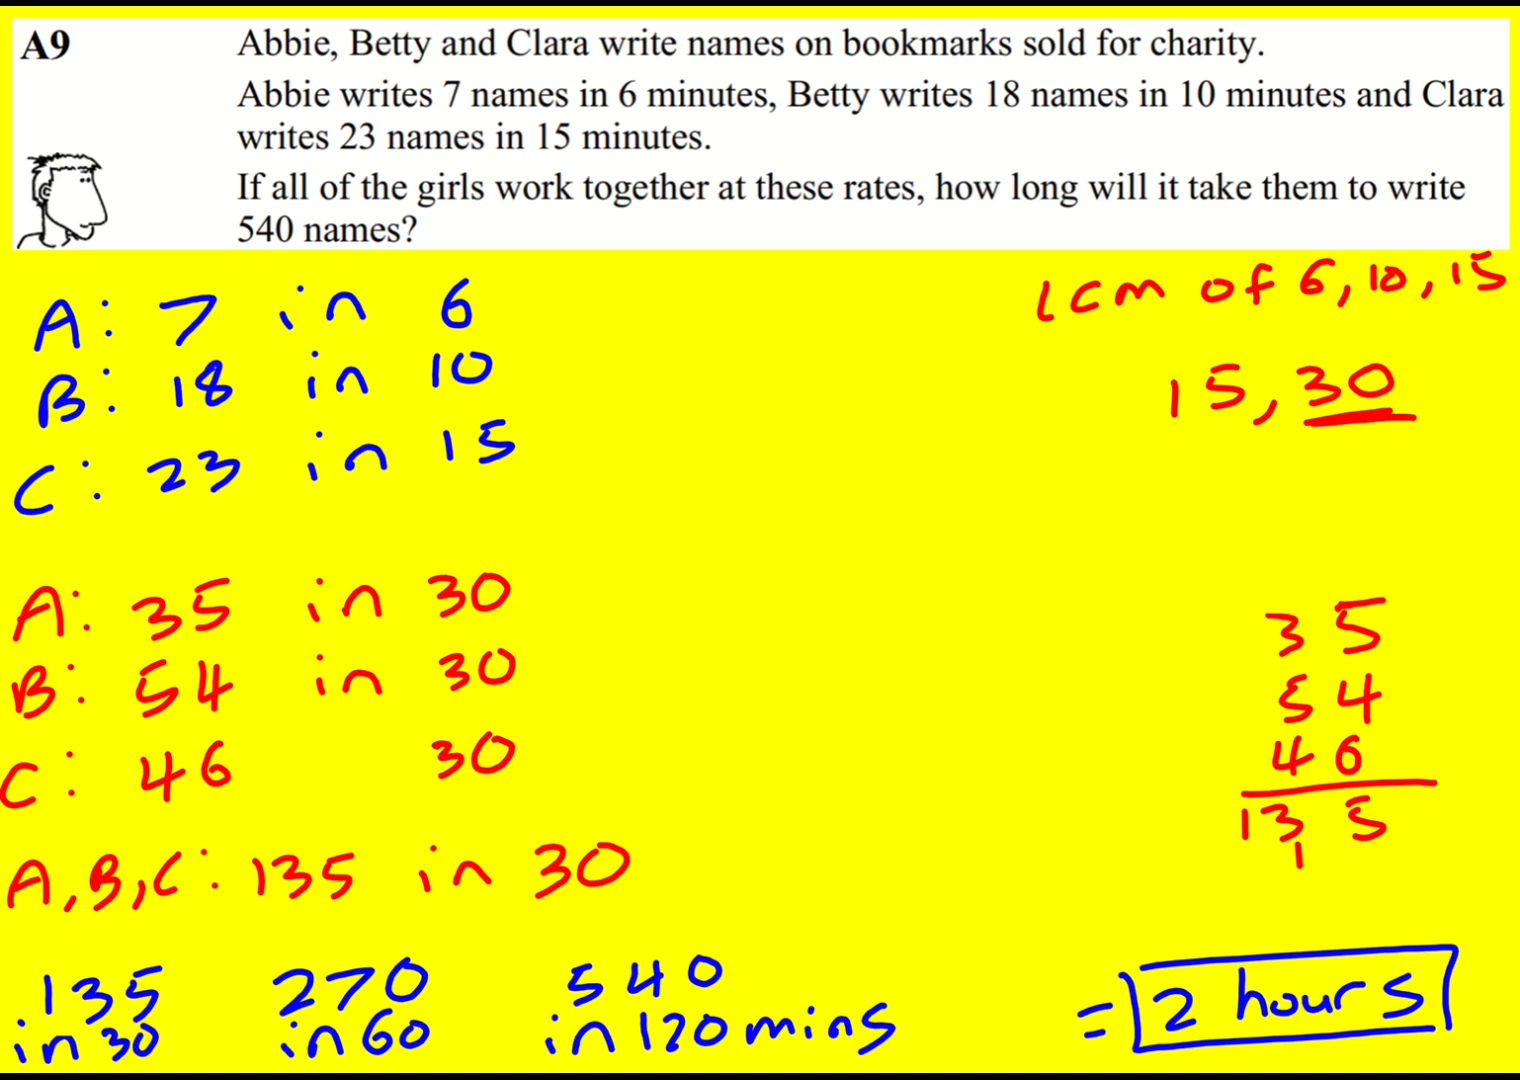 A9 Abbie, Betty and Clara write names on bookmarks sold for charity.
Abbie writes 7 names in 6 minutes, Betty writes 18 names in 10 minutes and Clara
writes 23 names in 15 minutes.
If all of the girls work together at these rates, how long will it take them to write
540 names?
A: 7 in 6
B: 18 in 10
C: 23 in 15
lcm of 6, 10, 15
15, 30
A: 35 in 30
B: 54 in 30
C: 46 30
A, B, C: 135 in 30
35
54
46
135
1
135 270 540
in 30 in 60 in 120 mins
= 2 hours